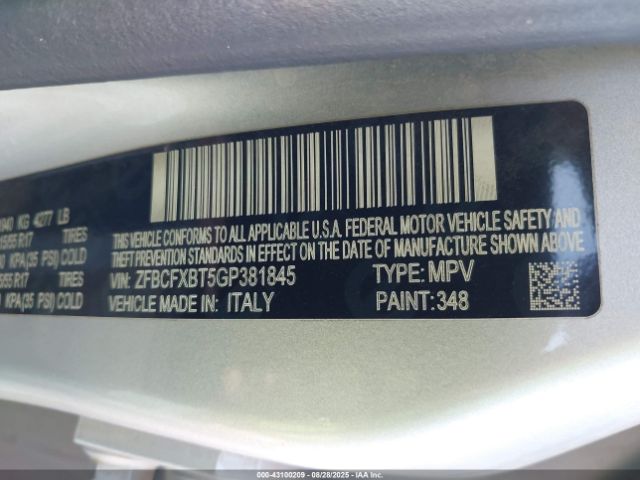 KG 4277 LB
R17 TIRES
KPA(35 PSI) COLD
R17 TIRES
KPA(35 PSI) COLD
THIS VEHICLE CONFORMS TO ALL APPLICABLE U.S.A. FEDERAL MOTOR VEHICLE SAFETY AND
THEFT PREVENTION STANDARDS IN EFFECT ON THE DATE OF MANUFACTURE SHOWN ABOVE
VIN: ZFBCFXBT5GP381845 TYPE: MPV
VEHICLE MADE IN: ITALY PAINT: 348
000-43100209 | 08/28/2025 | IAA Inc.